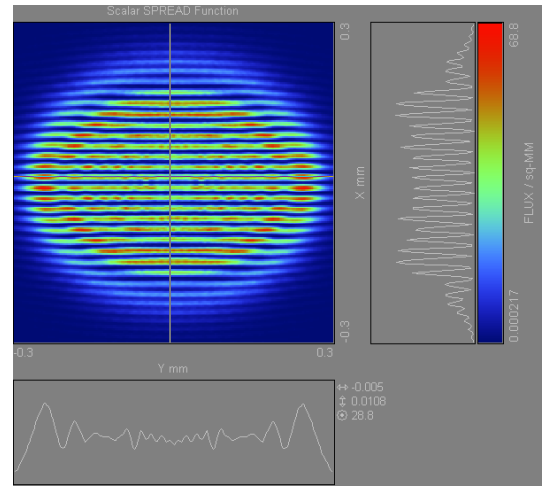 Scalar SPREAD Function
0.3
X mm
-0.3
-0.3
0.3
Y mm
68.8
FLUX / sq-MM
0.000217
-0.005
0.0108
28.8